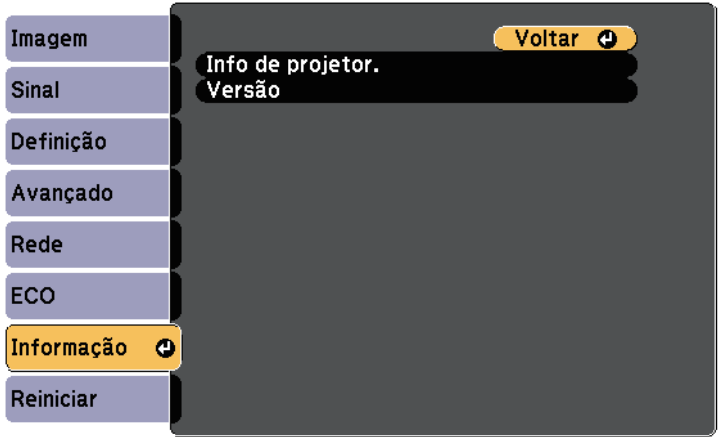 Imagem
Sinal
Definição
Avançado
Rede
ECO
Informação
Reiniciar
Voltar
Info de projetor.
Versão